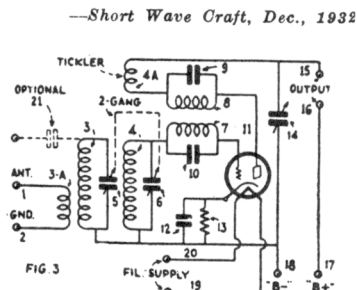 —Short Wave Craft, Dec., 1932
TICKLER
4A
9
15
OPTIONAL
21
OUTPUT
16
2-GANG
8
3
4
7
11
14
10
ANT.
1
3-A
5
6
GND.
2
12
13
20
FIG.3
FIL. SUPPLY
18
17
19
"B-"
"B+"